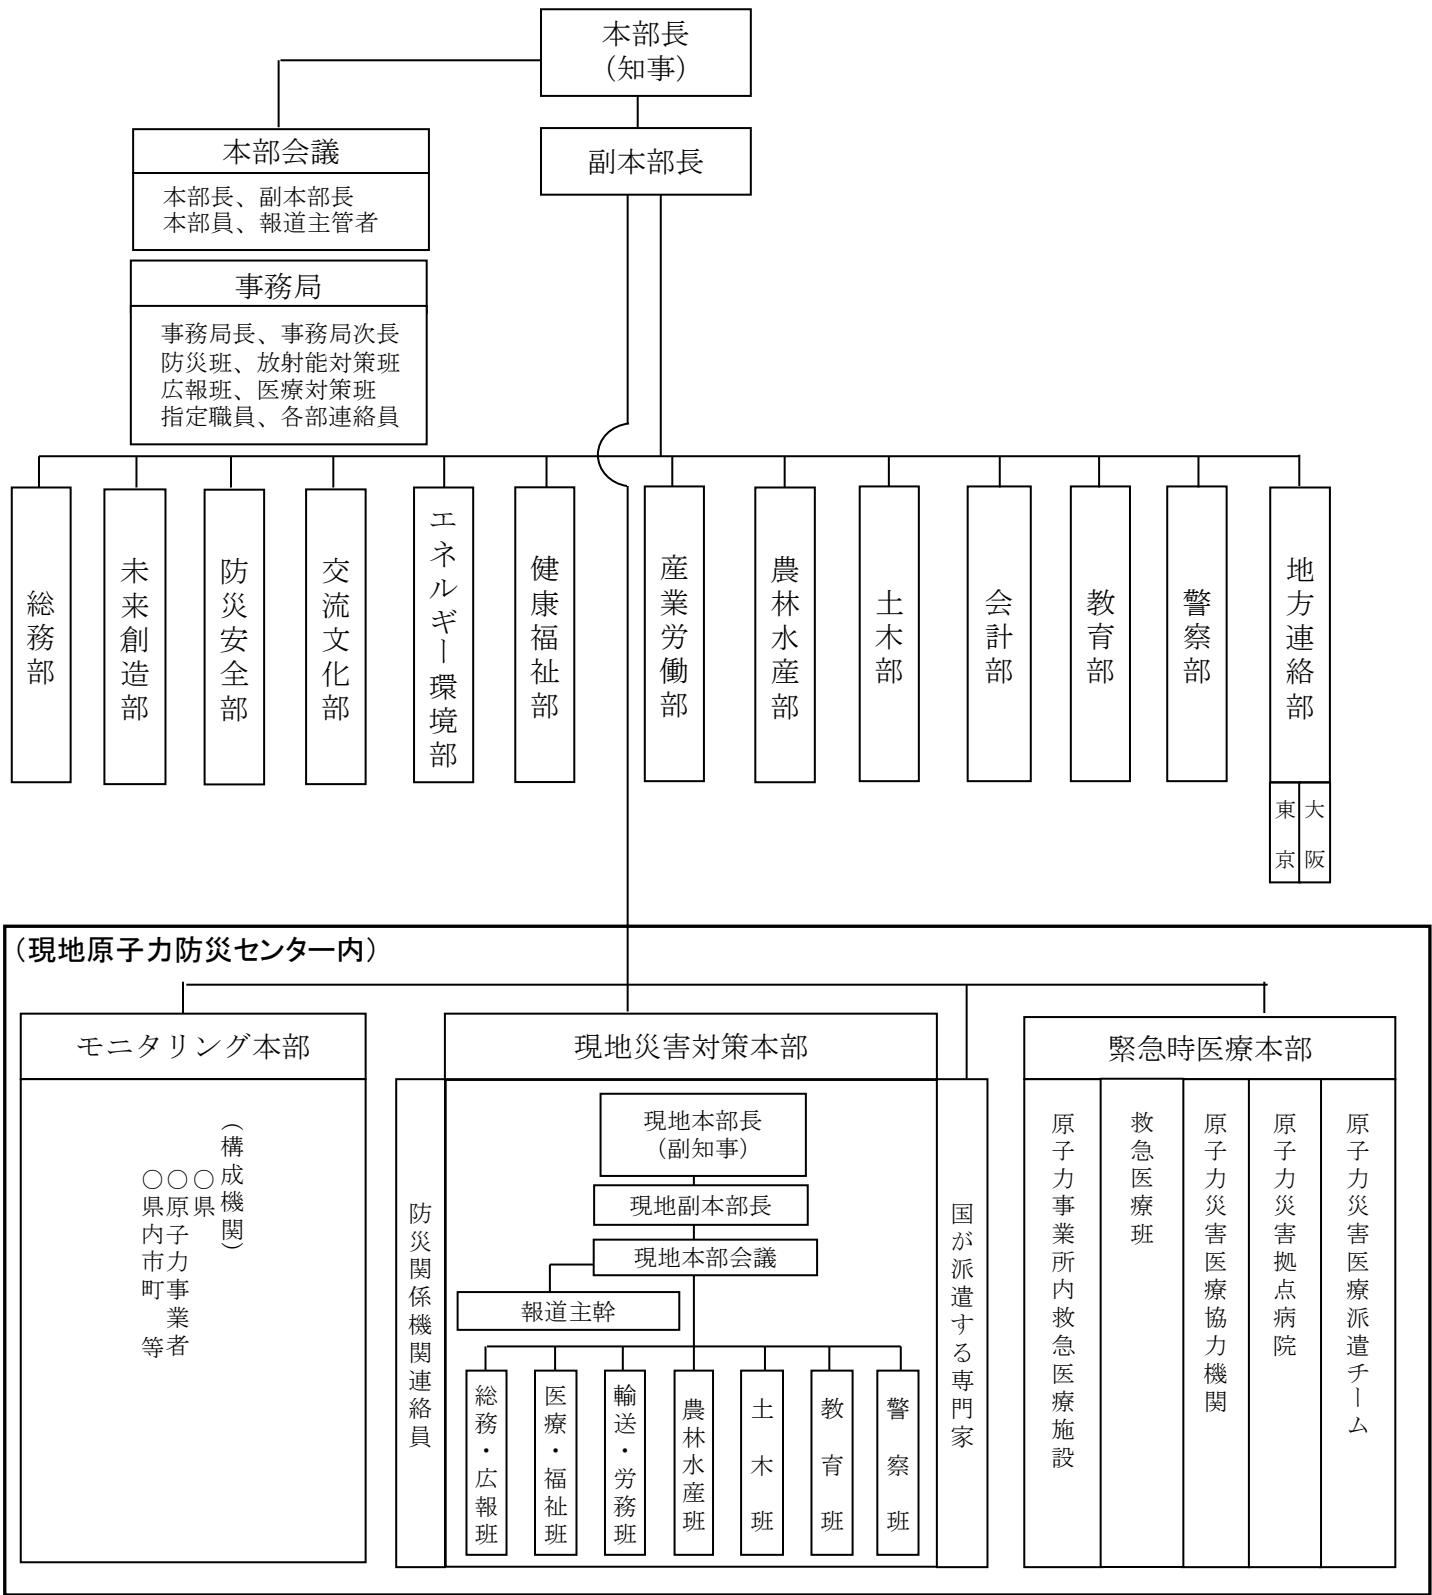 本部長
（知事）
副本部長
本部会議
本部長、副本部長
本部員、報道主管者
事務局
事務局長、事務局次長
防災班、放射能対策班
広報班、医療対策班
指定職員、各部連絡員
総務部
未来創造部
防災安全部
交流文化部
エネルギー環境部
健康福祉部
産業労働部
農林水産部
土木部
会計部
教育部
警察部
地方連絡部
東京
大阪
（現地原子力防災センター内）
モニタリング本部
（構成機関）
○県
○原子力事業者
○県内市町等
現地災害対策本部
防災関係機関連絡員
現地本部長
（副知事）
現地副本部長
現地本部会議
報道主幹
総務・広報班
医療・福祉班
輸送・労務班
農林水産班
土木班
教育班
警察班
国が派遣する専門家
緊急時医療本部
原子力事業所内救急医療施設
救急医療班
原子力災害医療協力機関
原子力災害拠点病院
原子力災害医療派遣チーム